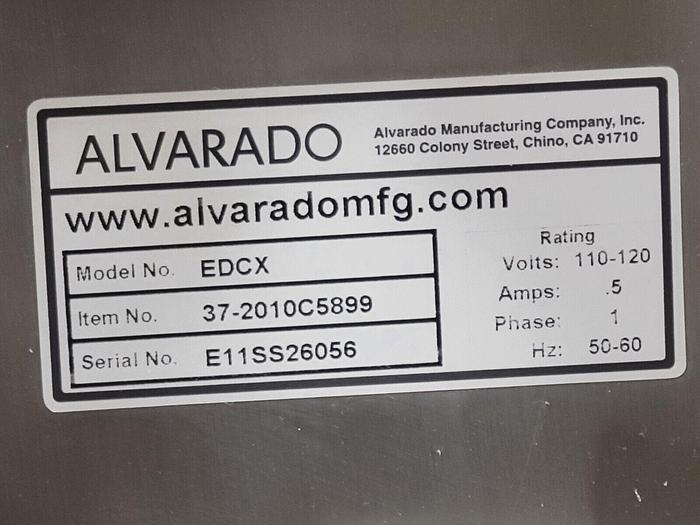 ALVARADO
Alvarado Manufacturing Company, Inc.
12660 Colony Street, Chino, CA 91710
www.alvaradomfg.com
Model No. EDCX
Item No. 37-2010C5899
Serial No. E11SS26056
Rating
Volts: 110-120
Amps: .5
Phase: 1
Hz: 50-60